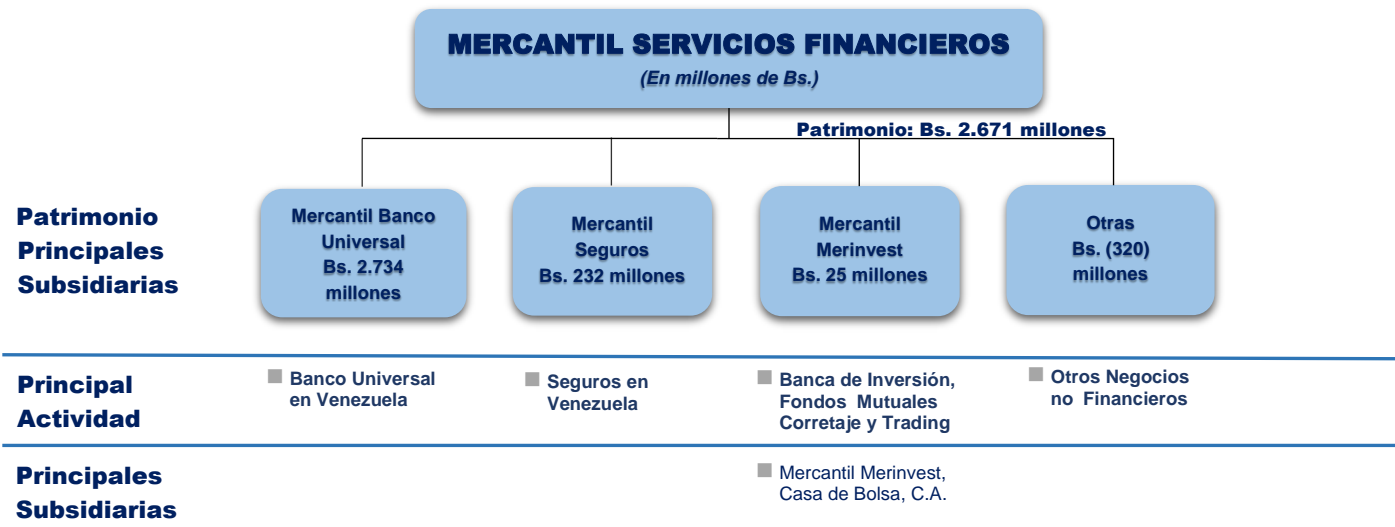 MERCANTIL SERVICIOS FINANCIEROS
(En millones de Bs.)
Patrimonio: Bs. 2.671 millones
Patrimonio
Principales
Subsidiarias
Mercantil Banco
Universal
Bs. 2.734
millones
Mercantil
Seguros
Bs. 232 millones
Mercantil
Merinvest
Bs. 25 millones
Otras
Bs. (320)
millones
Principal
Actividad
Banco Universal
en Venezuela
Seguros en
Venezuela
Banca de Inversión,
Fondos Mutuales
Corretaje y Trading
Otros Negocios
no Financieros
Principales
Subsidiarias
Mercantil Merinvest,
Casa de Bolsa, C.A.